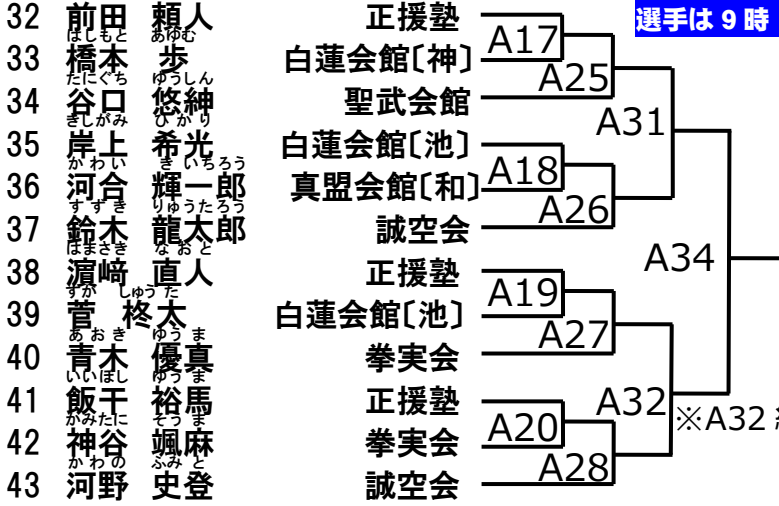 選手は９時
32 前田 頼人 正援塾
A17
はしもと あゆむ
33 橋本 歩 白蓮会館〔神〕
A25
たにぐち ゆうしん
34 谷口 悠紳 聖武会館
A31
きしがみ ひかり
35 岸上 希光 白蓮会館〔池〕
A18
かわい きいちろう
36 河合 輝一郎 真盟会館〔和〕
A26
すずき りゅうたろう
37 鈴木 龍太郎 誠空会
A34
はまさき なおと
38 濵﨑 直人 正援塾
A19
すが しゅうた
39 菅 柊太 白蓮会館〔池〕
A27
あおき ゆうま
40 青木 優真 拳実会
A32
いいぼし ゆうま
41 飯干 裕馬 正援塾
※A32
A20
かみたに そうま
42 神谷 颯麻 拳実会
A28
かわの ふみと
43 河野 史登 誠空会